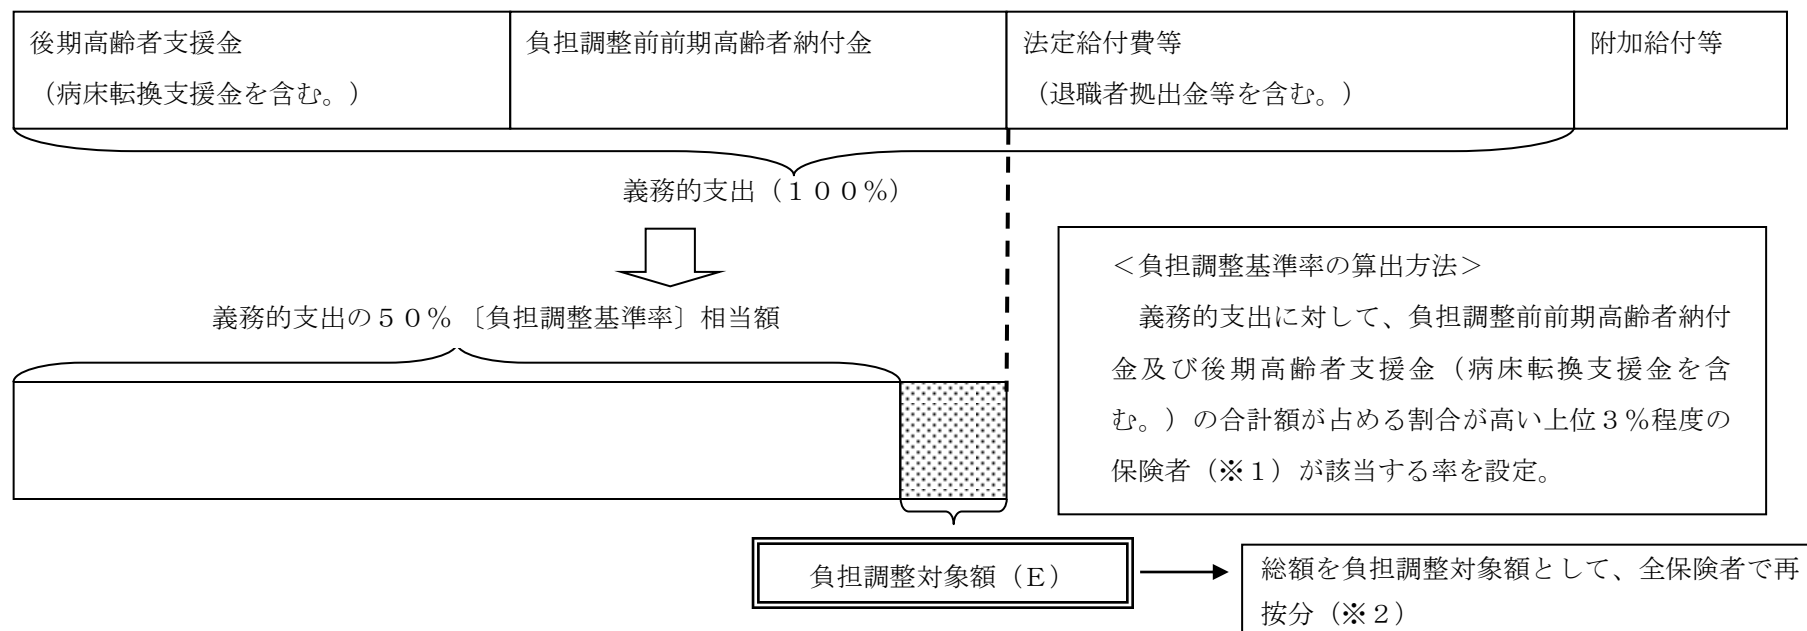 後期高齢者支援金
（病床転換支援金を含む。）
負担調整前前期高齢者納付金
法定給付費等
（退職者拠出金等を含む。）
附加給付等
義務的支出（１００％）
義務的支出の５０％〔負担調整基準率〕相当額
＜負担調整基準率の算出方法＞
義務的支出に対して、負担調整前前期高齢者納付
金及び後期高齢者支援金（病床転換支援金を含
む。）の合計額が占める割合が高い上位３％程度の
保険者（※１）が該当する率を設定。
負担調整対象額（Ｅ）
総額を負担調整対象額として、全保険者で再
按分（※２）